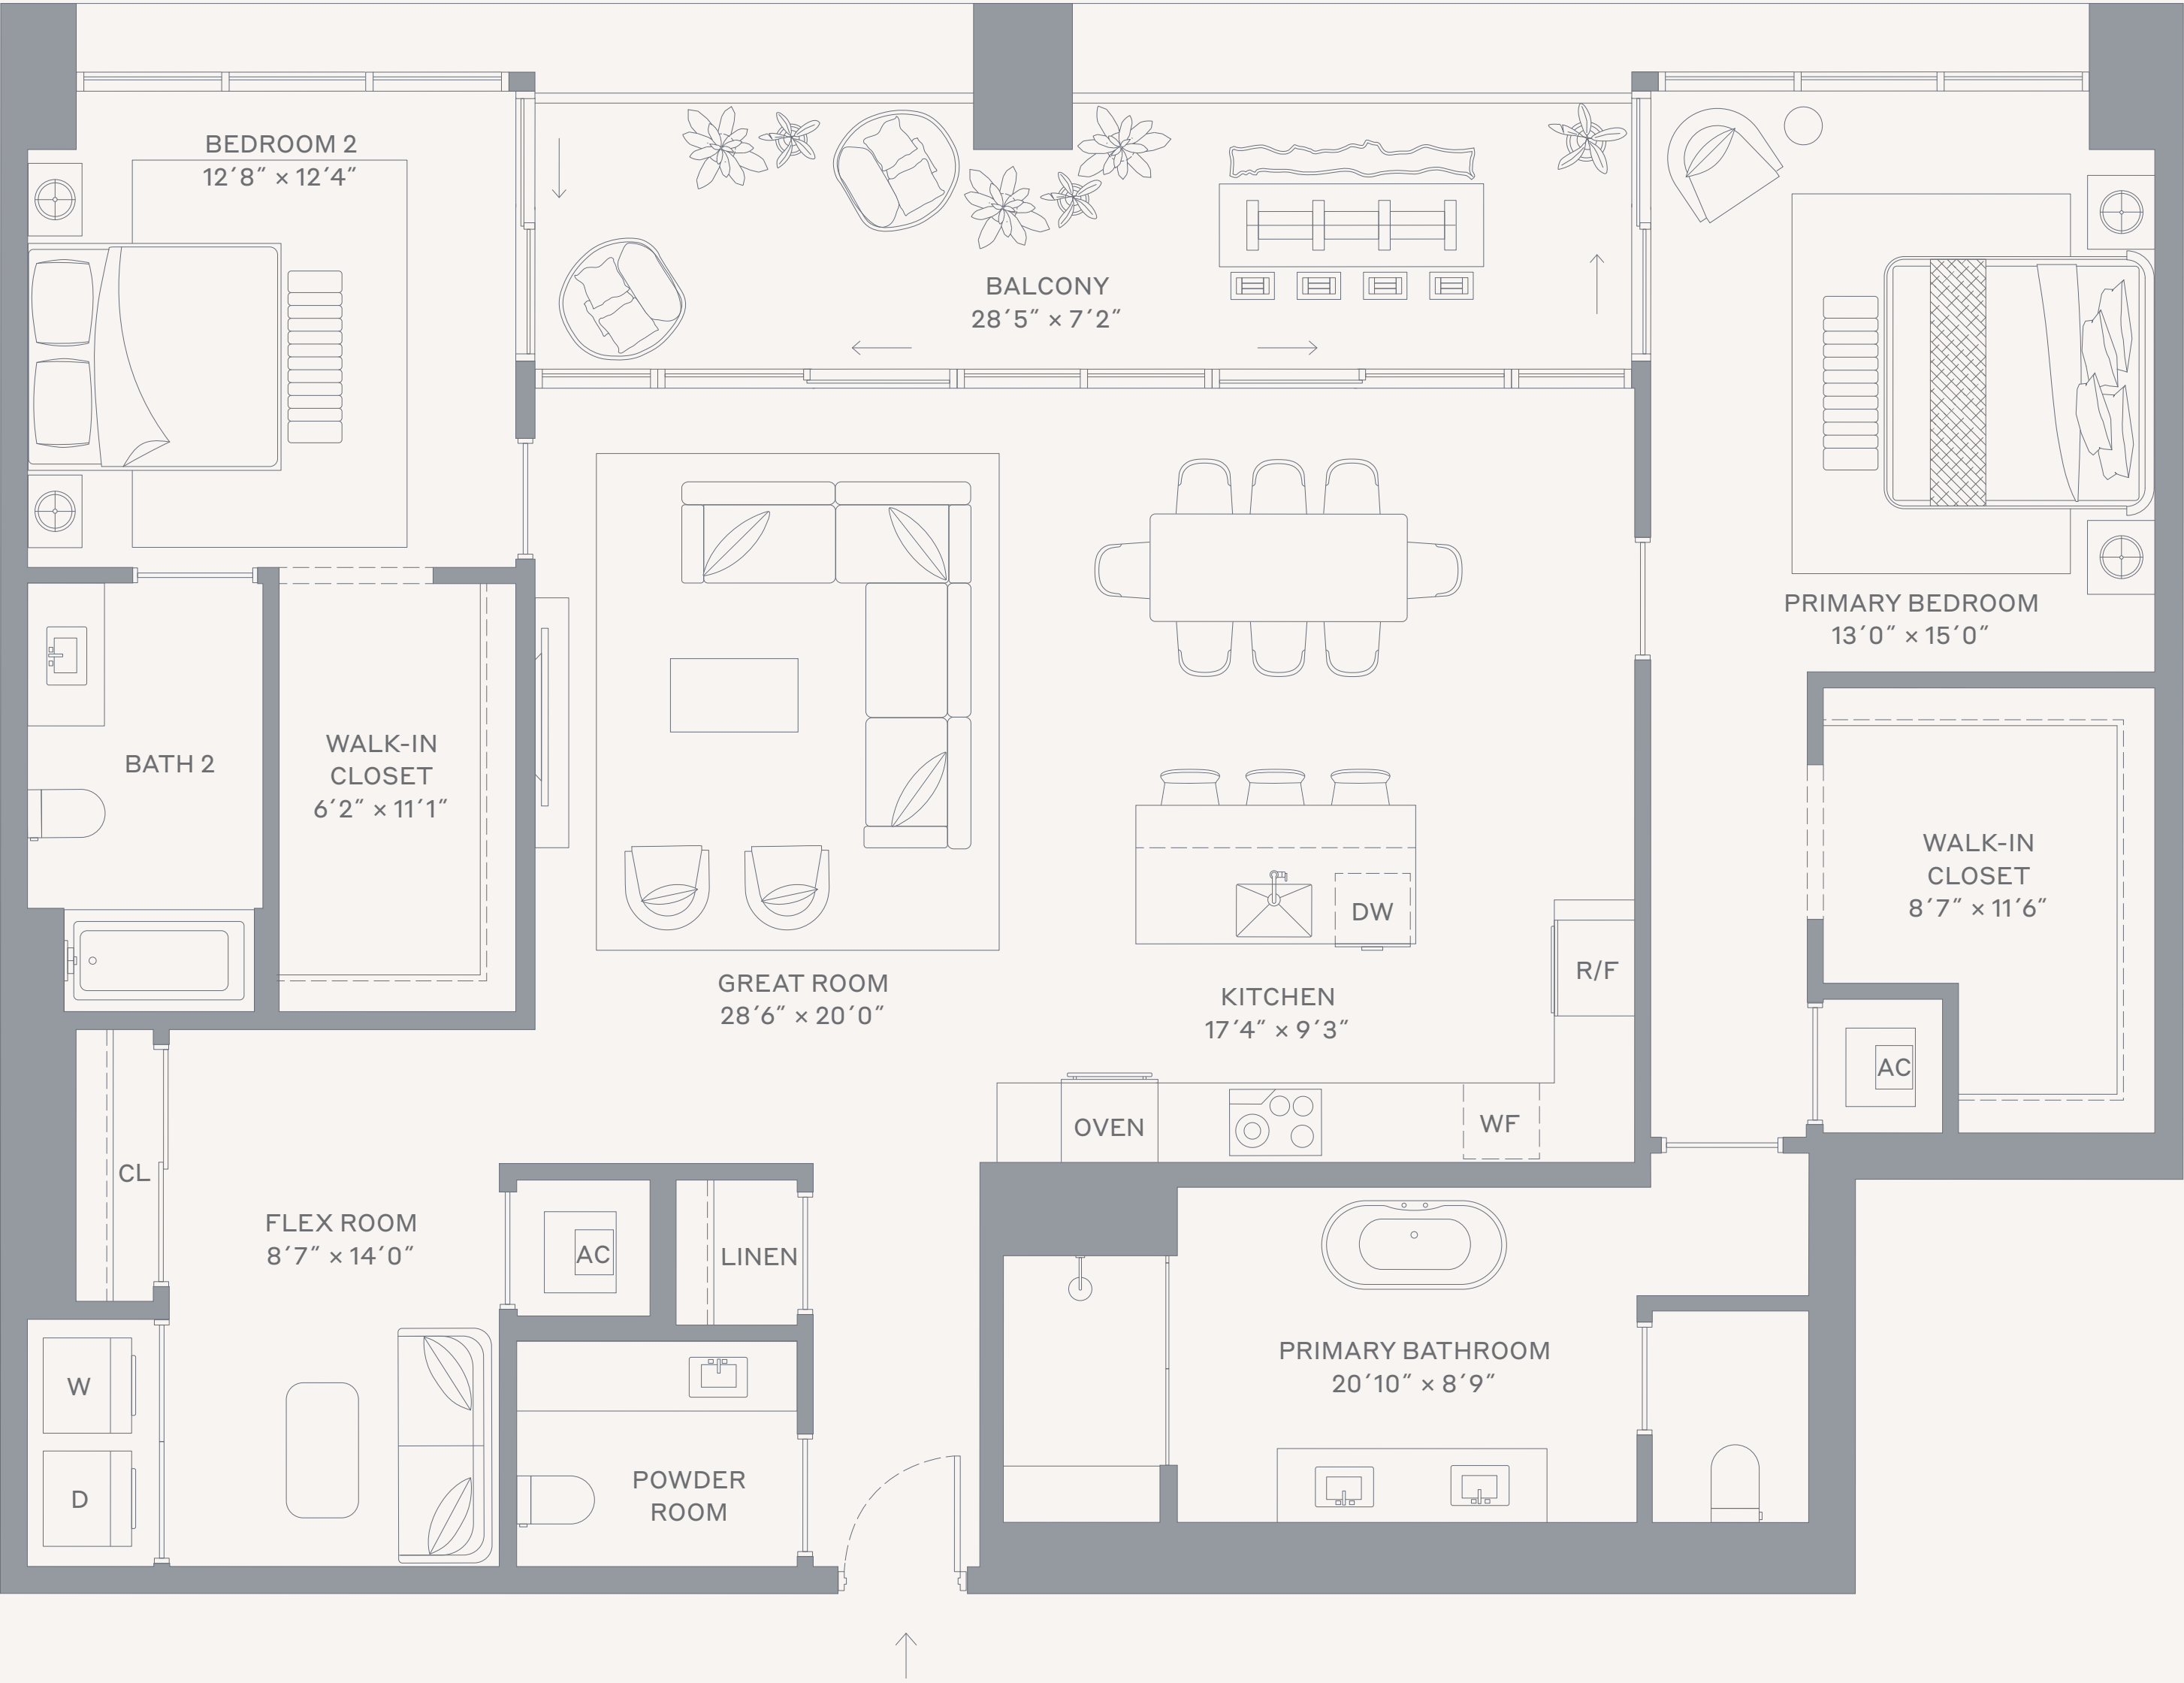 BEDROOM 2
12′8″ × 12′4″
BALCONY
28′5″ × 7′2″
PRIMARY BEDROOM
13′0″ × 15′0″
BATH 2
WALK-IN
CLOSET
6′2″ × 11′1″
WALK-IN
CLOSET
8′7″ × 11′6″
DW
R/F
GREAT ROOM
28′6″ × 20′0″
KITCHEN
17′4″ × 9′3″
AC
OVEN
WF
CL
FLEX ROOM
8′7″ × 14′0″
AC
LINEN
PRIMARY BATHROOM
20′10″ × 8′9″
W
D
POWDER
ROOM